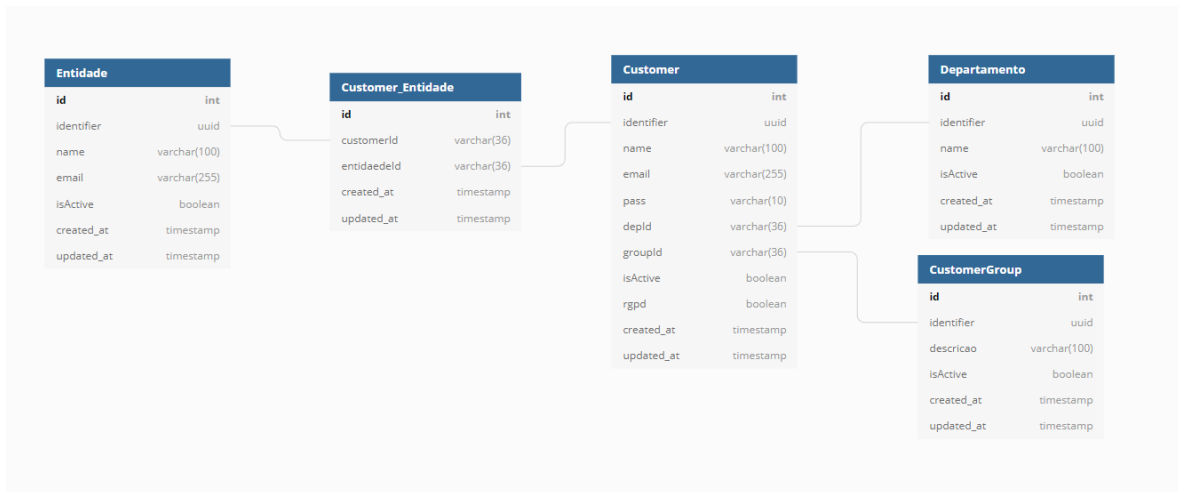 Entidade
id int
identifier uuid
name varchar(100)
email varchar(255)
isActive boolean
created_at timestamp
updated_at timestamp
Customer_Entidade
id int
customerId varchar(36)
entidaedeId varchar(36)
created_at timestamp
updated_at timestamp
Customer
id int
identifier uuid
name varchar(100)
email varchar(255)
pass varchar(10)
depId varchar(36)
groupId varchar(36)
isActive boolean
rgpd boolean
created_at timestamp
updated_at timestamp
Departamento
id int
identifier uuid
name varchar(100)
isActive boolean
created_at timestamp
updated_at timestamp
CustomerGroup
id int
identifier uuid
descricao varchar(100)
isActive boolean
created_at timestamp
updated_at timestamp